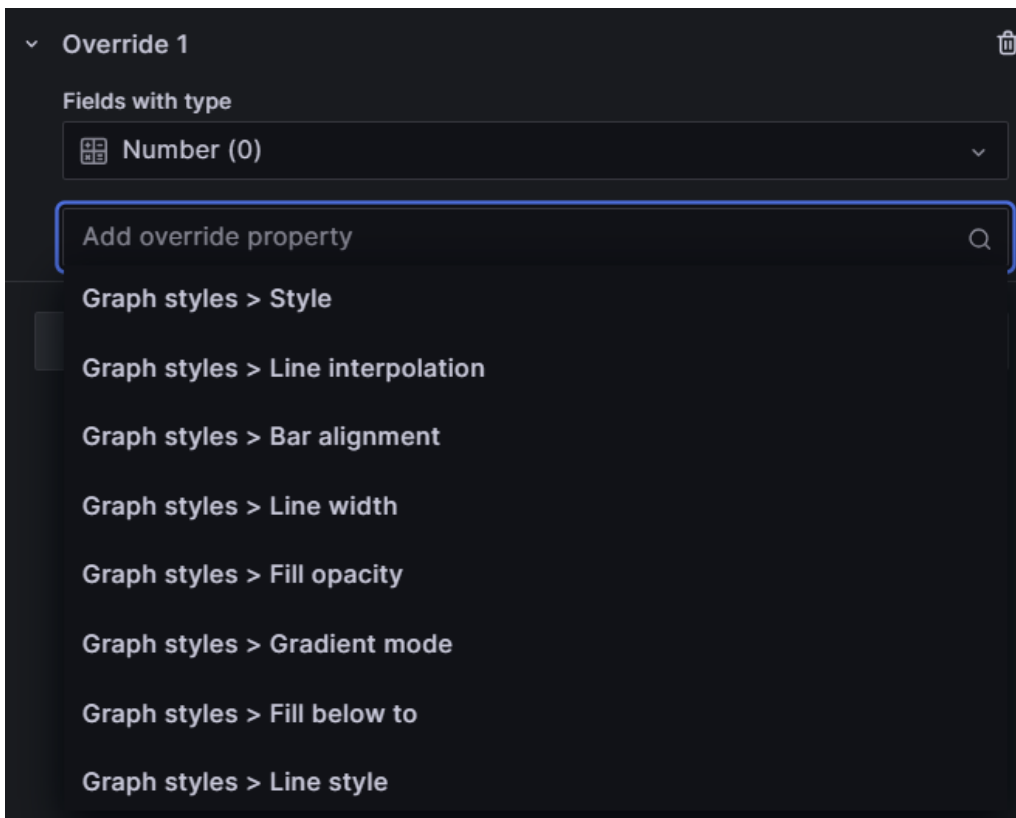 Override 1
Fields with type
Number (0)
Add override property
Graph styles > Style
Graph styles > Line interpolation
Graph styles > Bar alignment
Graph styles > Line width
Graph styles > Fill opacity
Graph styles > Gradient mode
Graph styles > Fill below to
Graph styles > Line style